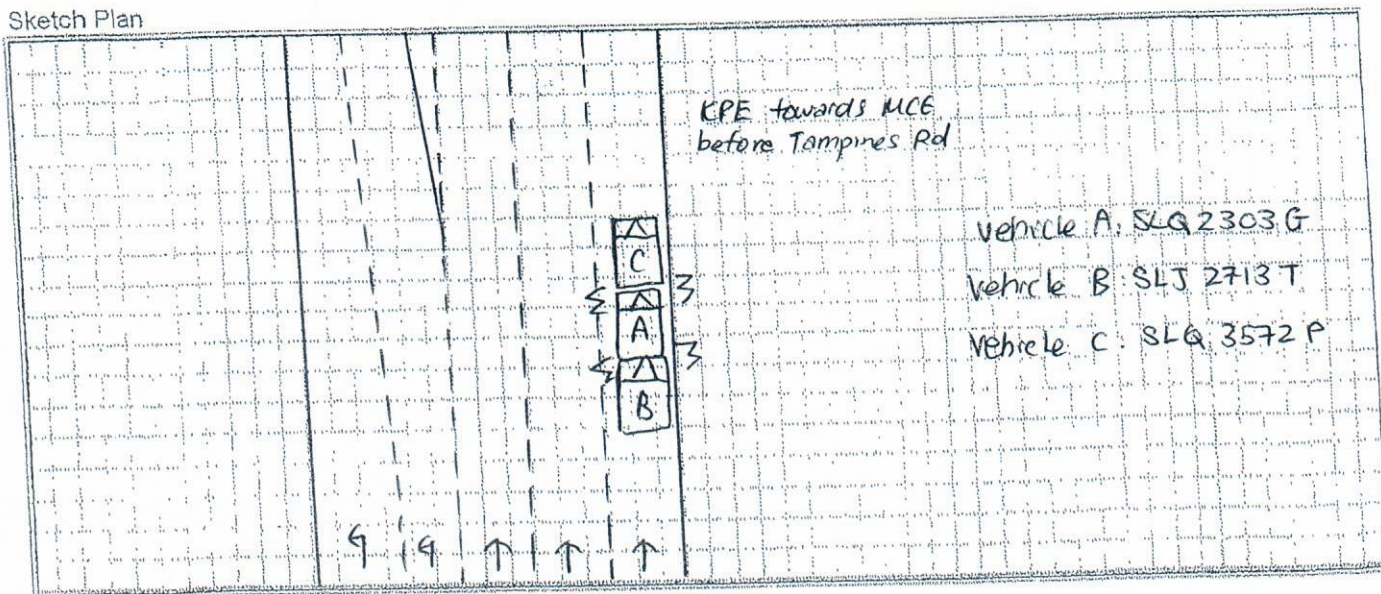 Sketch Plan
KPE towards MCE
before Tampines Rd
vehicle A. SLQ 2303 G
vehicle B: SLJ 2713 T
vehicle C. SLQ 3572 P
C
A
B